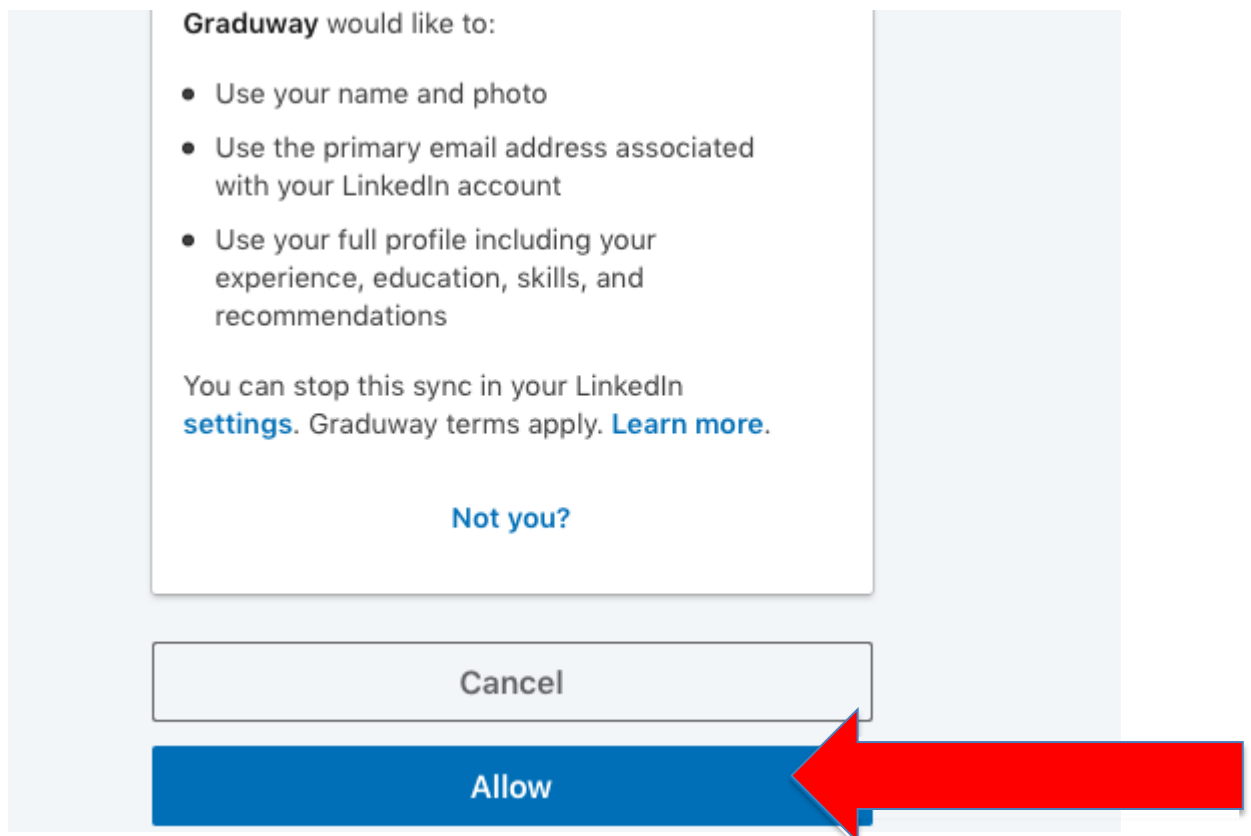 Graduway would like to:
Use your name and photo
Use the primary email address associated
with your LinkedIn account
Use your full profile including your
experience, education, skills, and
recommendations
You can stop this sync in your LinkedIn
settings. Graduway terms apply. Learn more.
Not you?
Cancel
Allow